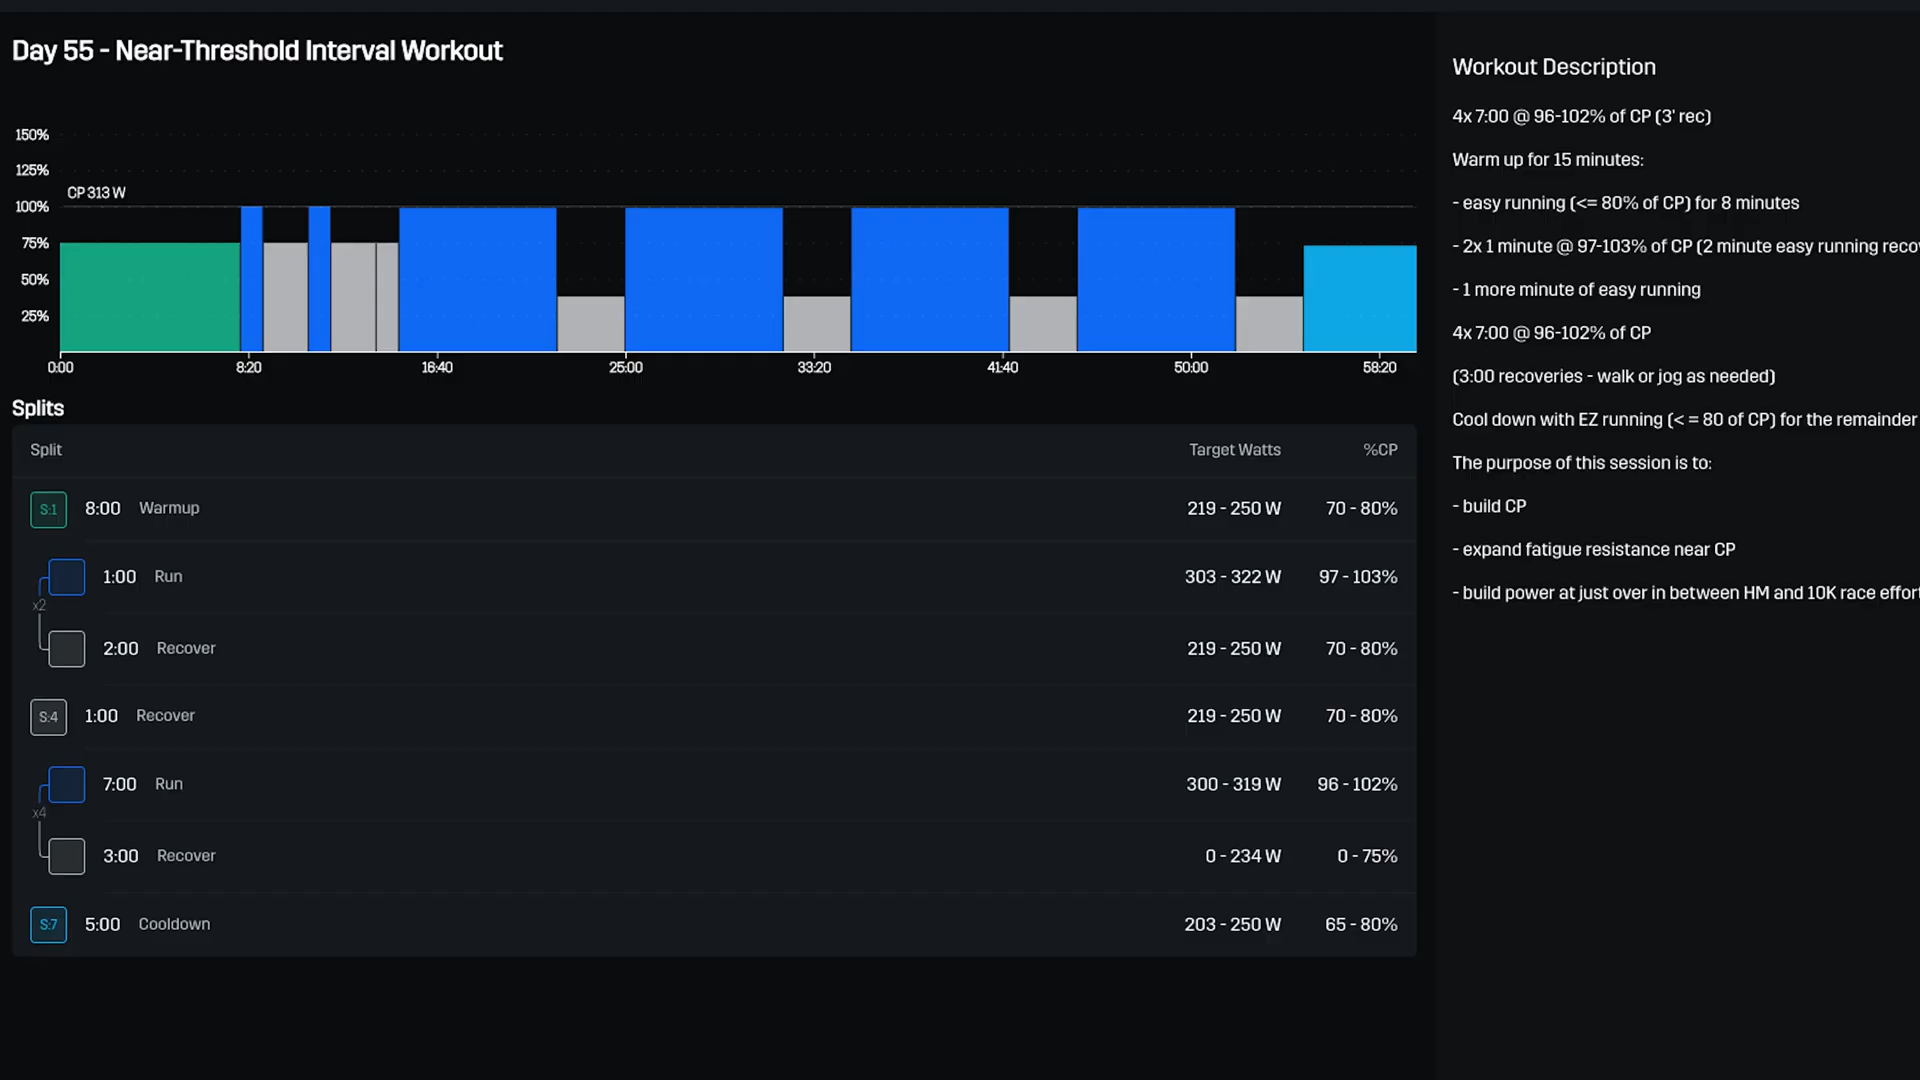 Day 55 - Near-Threshold Interval Workout
150%
125%
CP 313 W
100%
75%
50%
25%
0:00 8:20 16:40 25:00 33:20 41:40 50:00 58:20
Splits
Split Target Watts %CP
S:1 8:00 Warmup 219 - 250 W 70 - 80%
1:00 Run 303 - 322 W 97 - 103%
x2
2:00 Recover 219 - 250 W 70 - 80%
S:4 1:00 Recover 219 - 250 W 70 - 80%
7:00 Run 300 - 319 W 96 - 102%
x4
3:00 Recover 0 - 234 W 0 - 75%
S:7 5:00 Cooldown 203 - 250 W 65 - 80%
Workout Description
4x 7:00 @ 96-102% of CP (3' rec)
Warm up for 15 minutes:
- easy running (<= 80% of CP) for 8 minutes
- 2x 1 minute @ 97-103% of CP (2 minute easy running
- 1 more minute of easy running
4x 7:00 @ 96-102% of CP
(3:00 recoveries - walk or jog as needed)
Cool down with EZ running (< = 80 of CP) for the remainder
The purpose of this session is to:
- build CP
- expand fatigue resistance near CP
- build power at just over in between HM and 10K race